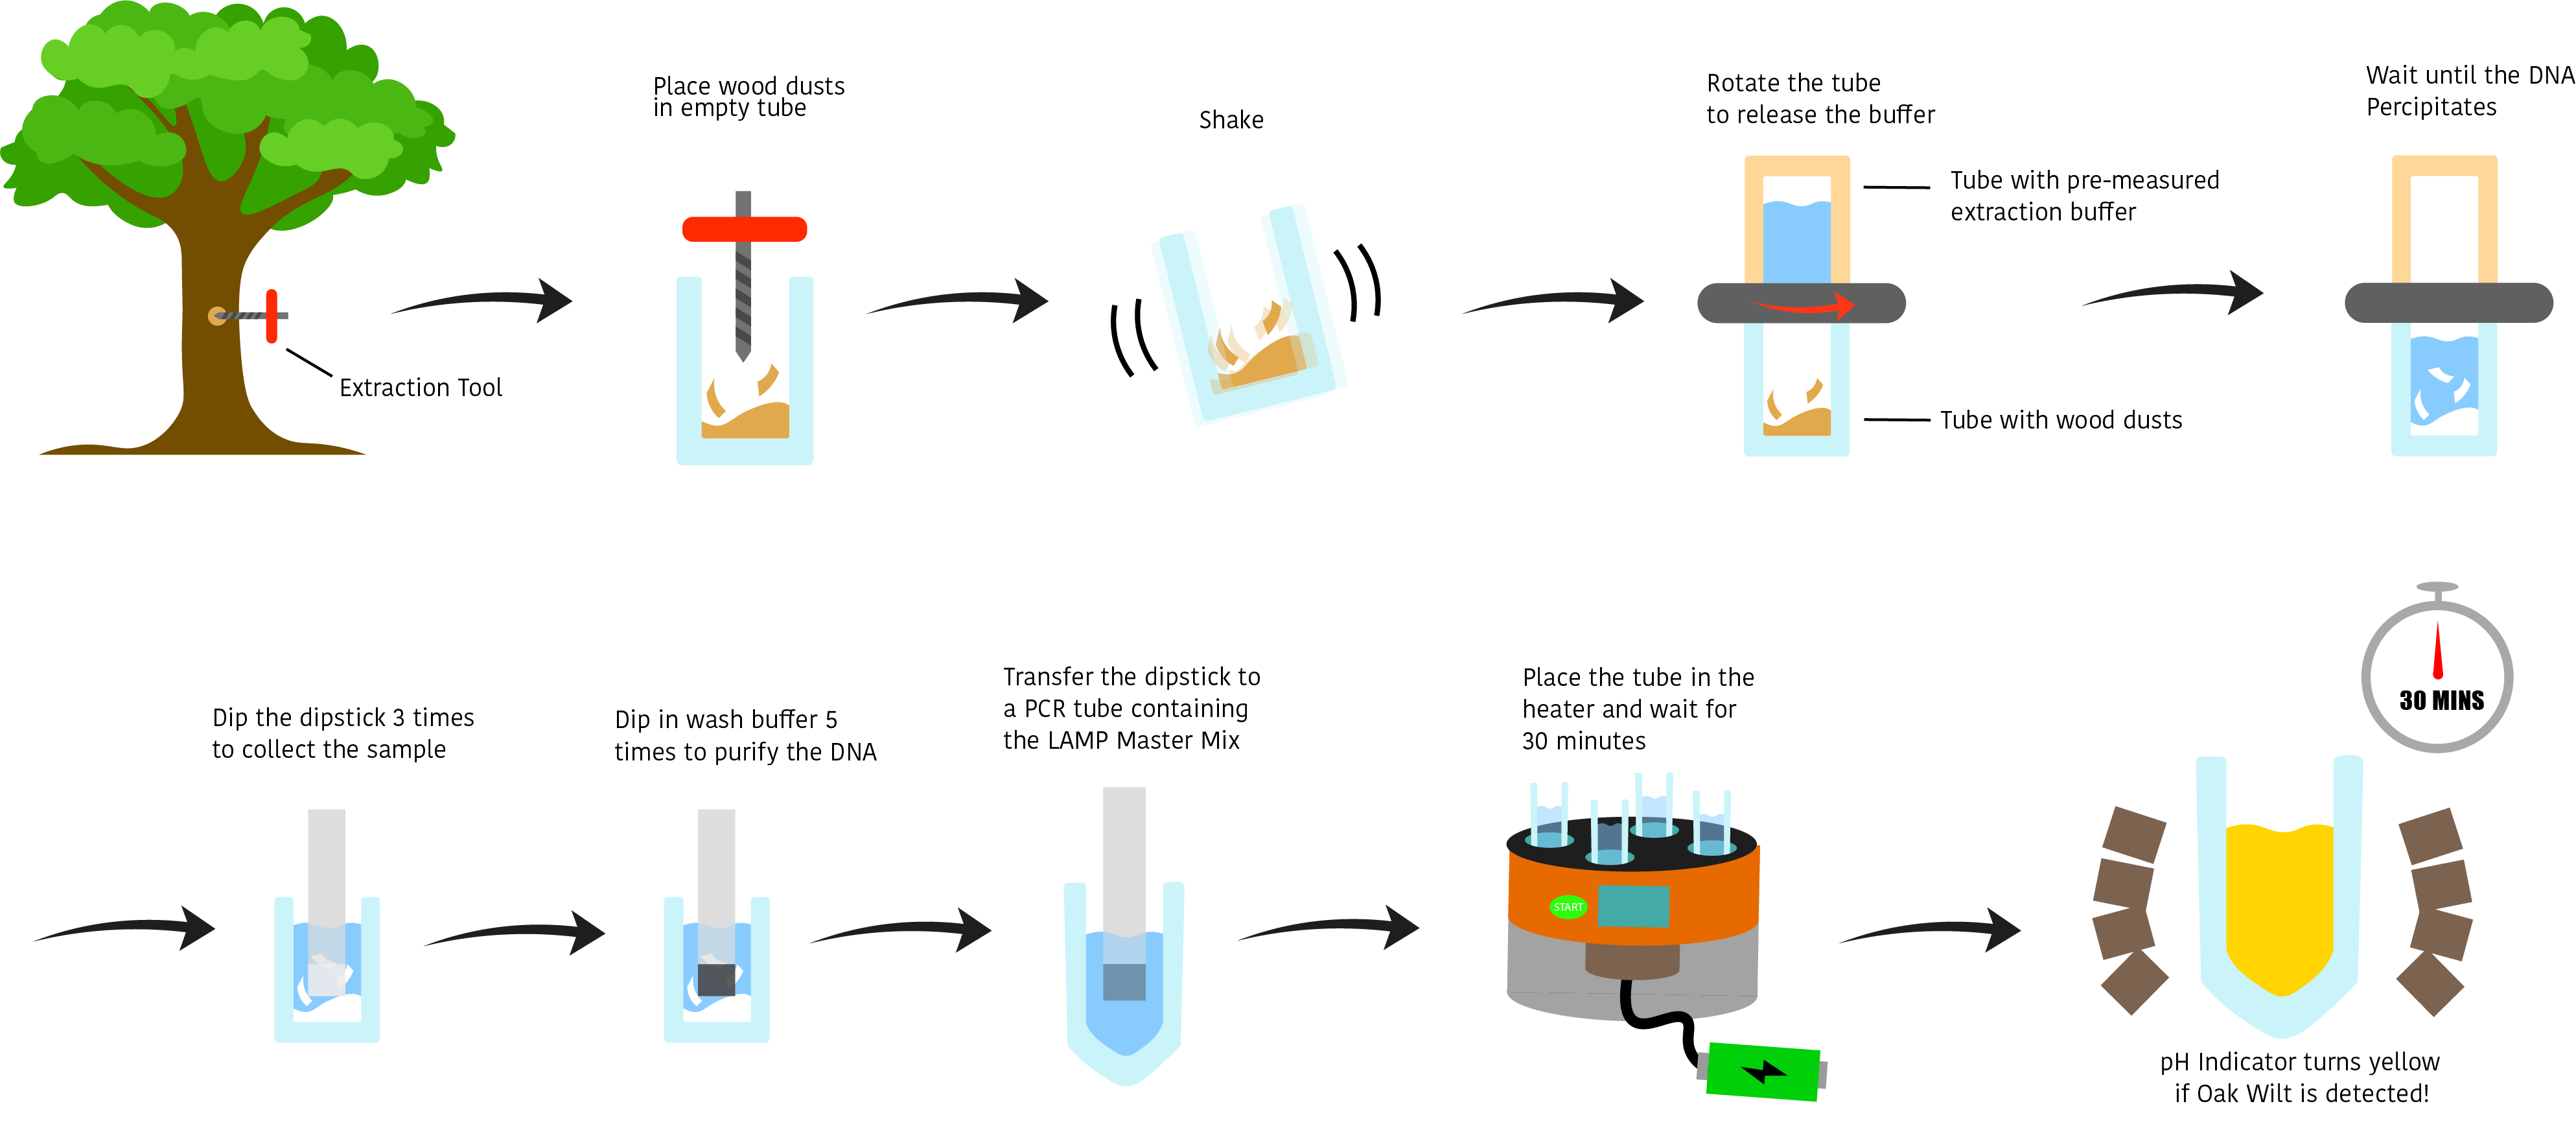 Extraction Tool
Place wood dusts
in empty tube
Shake
Rotate the tube
to release the buffer
Tube with pre-measured
extraction buffer
Tube with wood dusts
Wait until the DNA
Percipitates
Dip the dipstick 3 times
to collect the sample
Dip in wash buffer 5
times to purify the DNA
Transfer the dipstick to
a PCR tube containing
the LAMP Master Mix
Place the tube in the
heater and wait for
30 minutes
START
30 MINS
pH Indicator turns yellow
if Oak Wilt is detected!